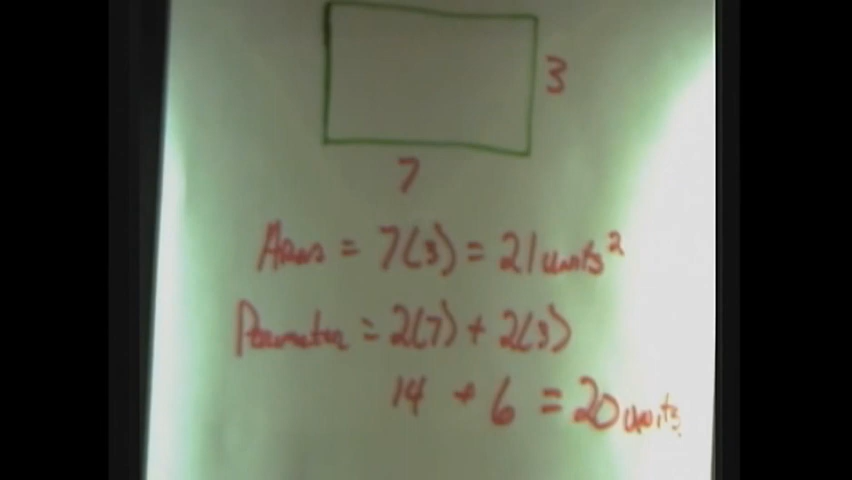 3
7
Area = 7(3) = 21 units²
Perimeter = 2(7) + 2(3)
14 + 6 = 20 units